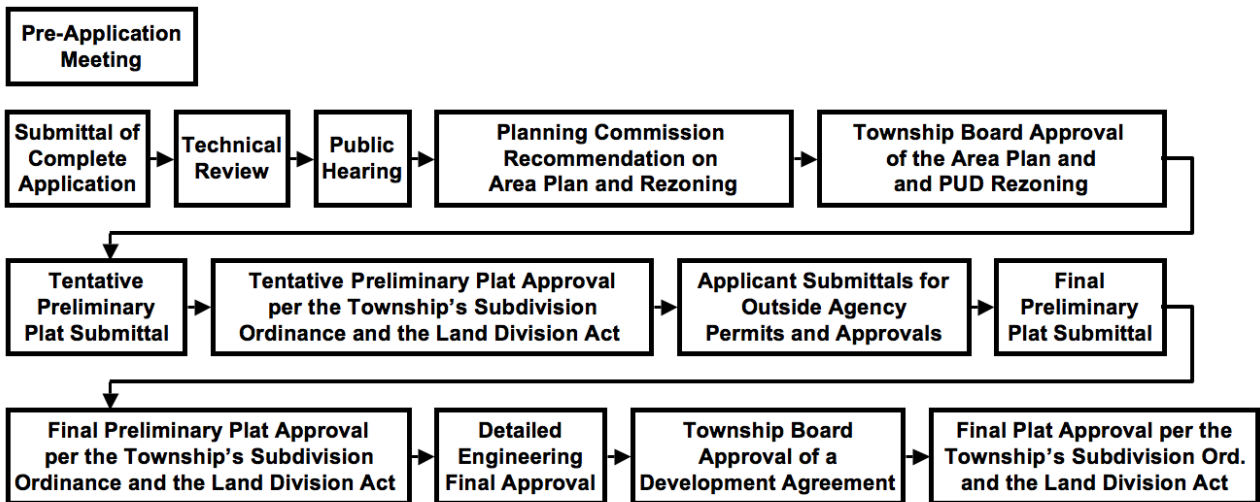 Pre-Application
Meeting
Submittal of
Complete
Application
Technical
Review
Public
Hearing
Planning Commission
Recommendation on
Area Plan and Rezoning
Township Board Approval
of the Area Plan and
and PUD Rezoning
Tentative
Preliminary
Plat Submittal
Tentative Preliminary Plat Approval
per the Township's Subdivision
Ordinance and the Land Division Act
Applicant Submittals for
Outside Agency
Permits and Approvals
Final
Preliminary
Plat Submittal
Final Preliminary Plat Approval
per the Township's Subdivision
Ordinance and the Land Division Act
Detailed
Engineering
Final Approval
Township Board
Approval of a
Development Agreement
Final Plat Approval per the
Township's Subdivision Ord.
and the Land Division Act